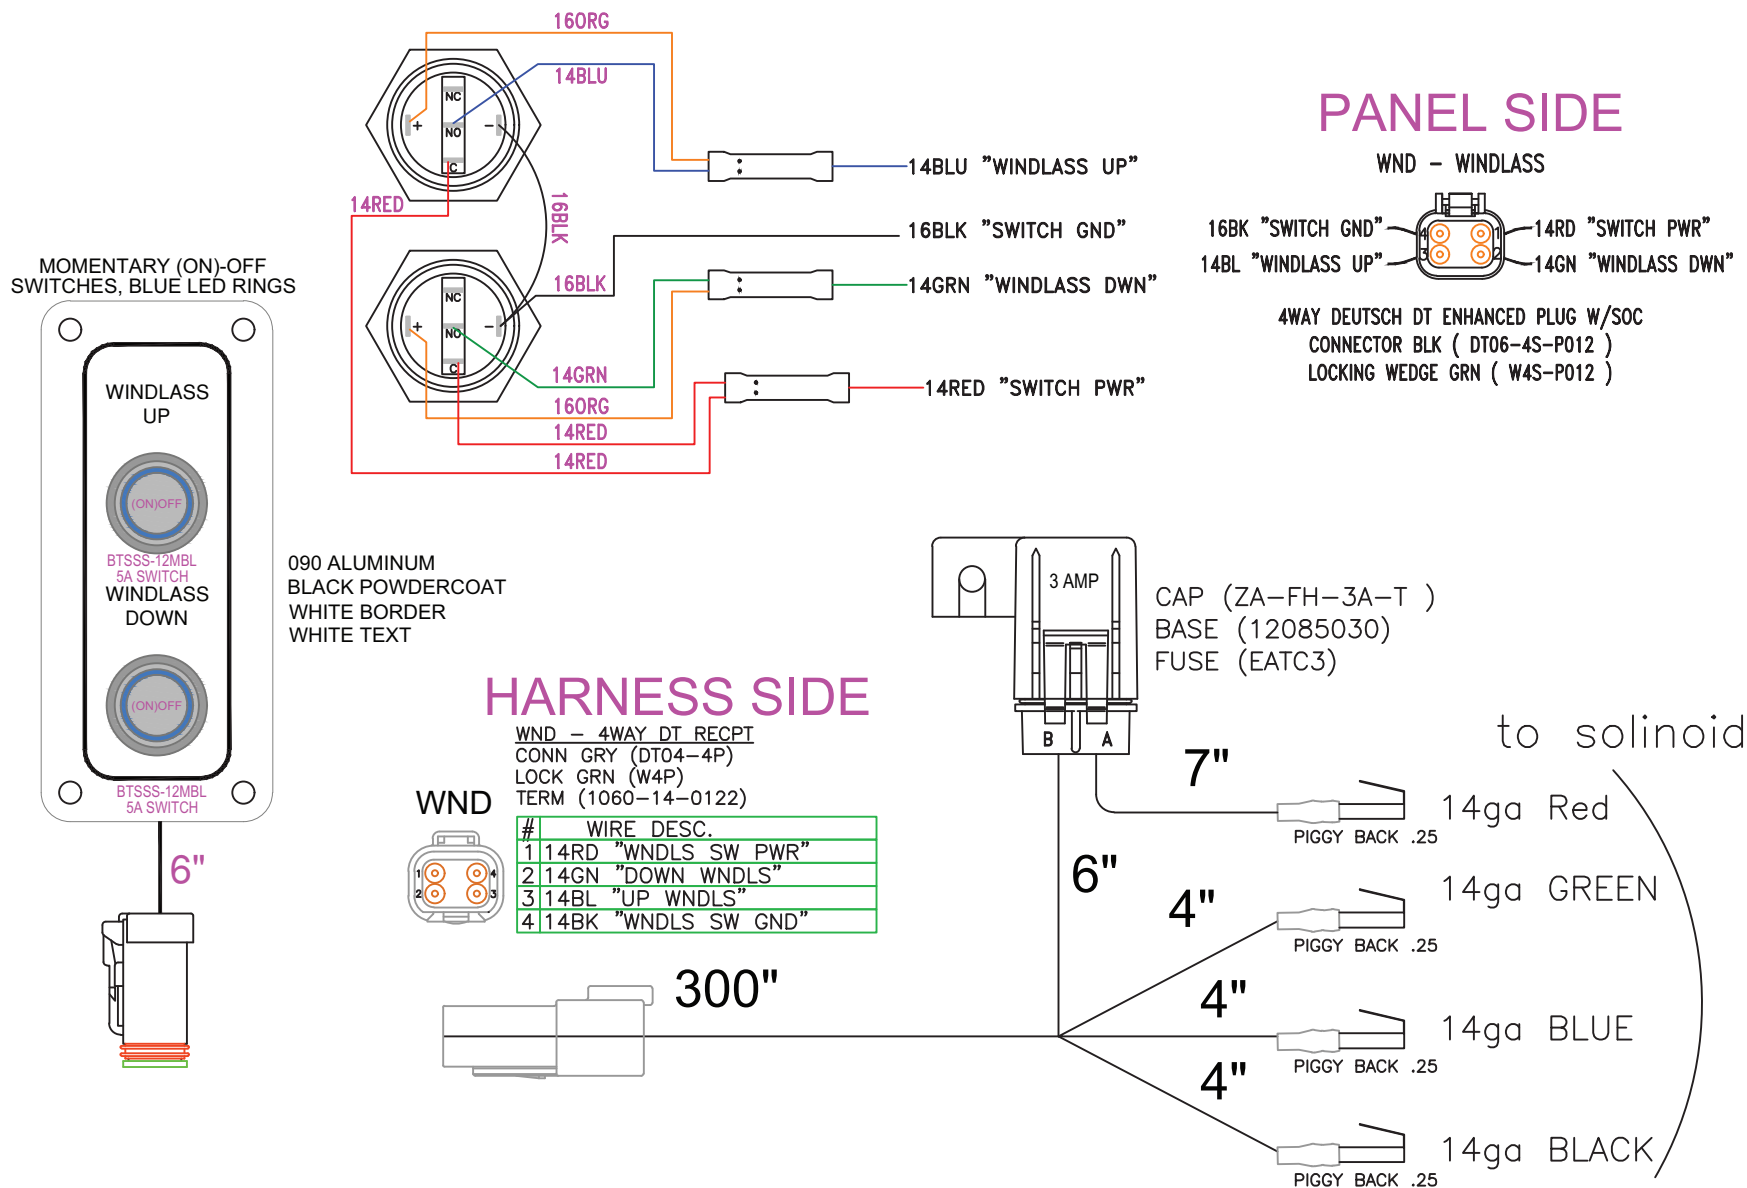 16ORG
14BLU
NC
NO
C
+
-
14RED
16BLK
14BLU "WINDLASS UP"
16BLK "SWITCH GND"
NC
NO
C
+
-
16BLK
14GRN "WINDLASS DWN"
14GRN
16ORG
14RED
14RED
14RED "SWITCH PWR"
PANEL SIDE
WND - WINDLASS
16BK "SWITCH GND"
14BL "WINDLASS UP"
4
3
1
2
14RD "SWITCH PWR"
14GN "WINDLASS DWN"
4WAY DEUTSCH DT ENHANCED PLUG W/SOC
CONNECTOR BLK ( DT06-4S-P012 )
LOCKING WEDGE GRN ( W4S-P012 )
MOMENTARY (ON)-OFF
SWITCHES, BLUE LED RINGS
WINDLASS
UP
(ON)OFF
BTSSS-12MBL
5A SWITCH
WINDLASS
DOWN
(ON)OFF
BTSSS-12MBL
5A SWITCH
6"
090 ALUMINUM
BLACK POWDERCOAT
WHITE BORDER
WHITE TEXT
HARNESS SIDE
WND - 4WAY DT RECPT
CONN GRY (DT04-4P)
LOCK GRN (W4P)
TERM (1060-14-0122)
WND
1
2
4
3
# WIRE DESC.
1 14RD "WNDLS SW PWR"
2 14GN "DOWN WNDLS"
3 14BL "UP WNDLS"
4 14BK "WNDLS SW GND"
300"
3 AMP
B
A
CAP (ZA-FH-3A-T )
BASE (12085030)
FUSE (EATC3)
to solinoid
7"
PIGGY BACK .25
14ga Red
6"
4"
PIGGY BACK .25
14ga GREEN
4"
PIGGY BACK .25
14ga BLUE
4"
PIGGY BACK .25
14ga BLACK